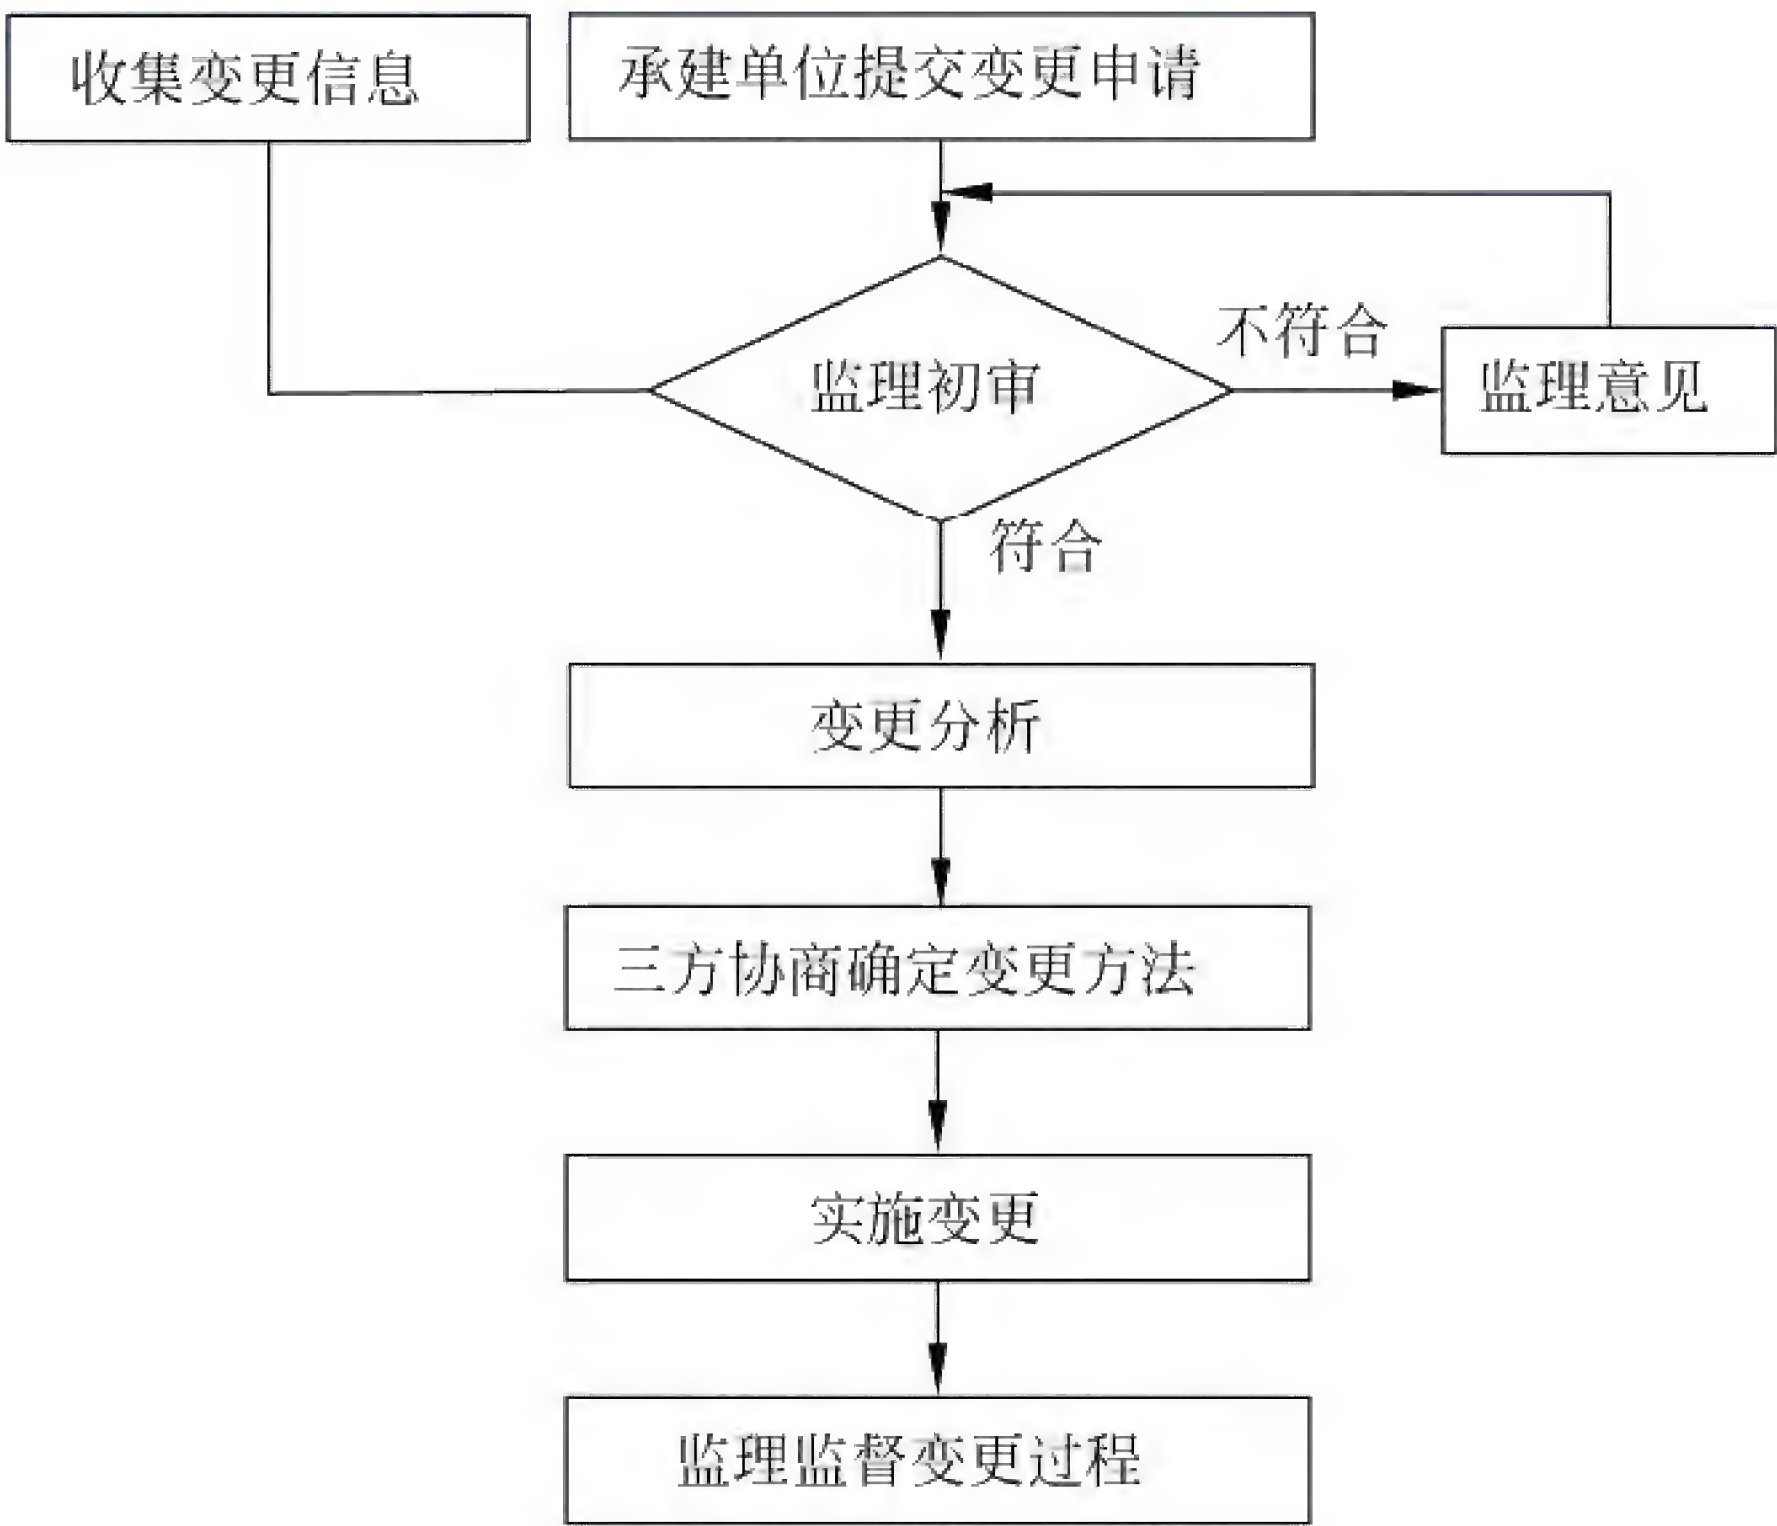 收集变更信息
承建单位提交变更申请
不符合
监理初审
监理意见
符合
变更分析
三方协商确定变更方法
实施变更
监理监督变更过程